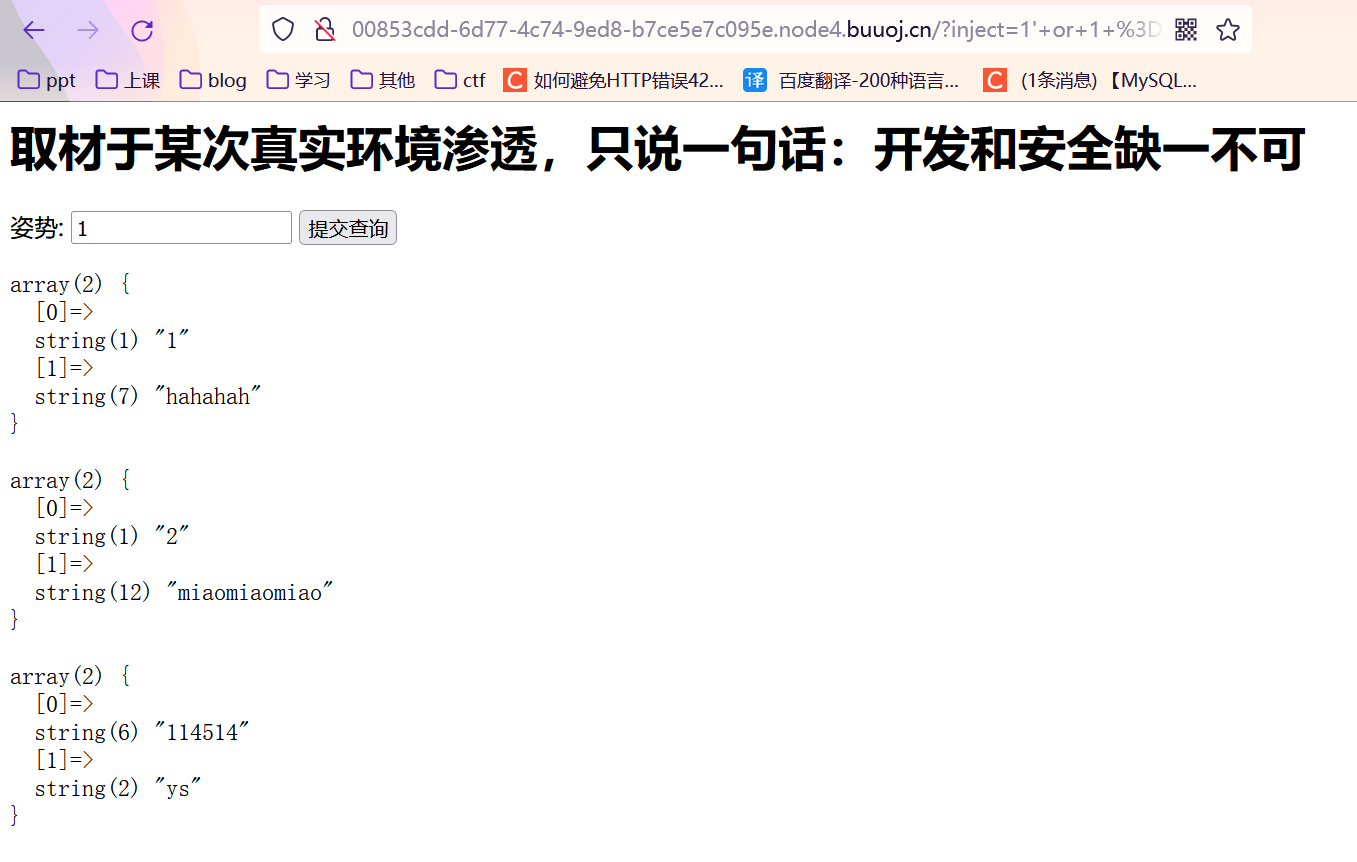 00853cdd-6d77-4c74-9ed8-b7ce5e7c095e.node4.buuoj.cn/?inject=1'+or+1+%3D
ppt 上课 blog 学习 其他 ctf C 如何避免HTTP错误42... 译 百度翻译-200种语言... C (1条消息) 【MySQL...
取材于某次真实环境渗透，只说一句话：开发和安全缺一不可
姿势: 1 提交查询
array(2) {
[0]=>
string(1) "1"
[1]=>
string(7) "hahahah"
}
array(2) {
[0]=>
string(1) "2"
[1]=>
string(12) "miaomiaomiao"
}
array(2) {
[0]=>
string(6) "114514"
[1]=>
string(2) "ys"
}